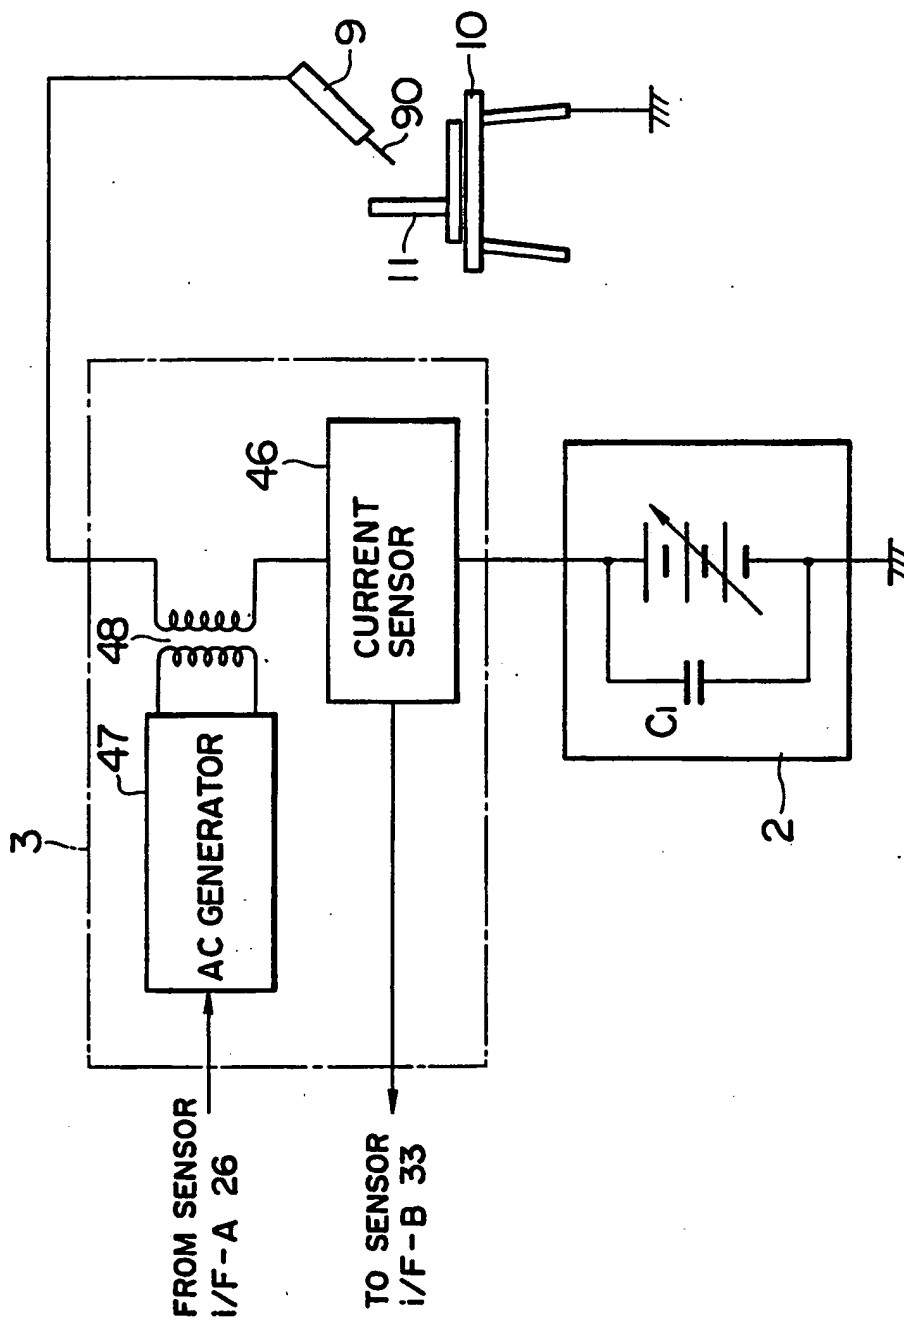 3
FROM SENSOR
i/F-A 26
47
AC GENERATOR
48
TO SENSOR
i/F-B 33
46
CURRENT
SENSOR
9
90
11
10
C1
2